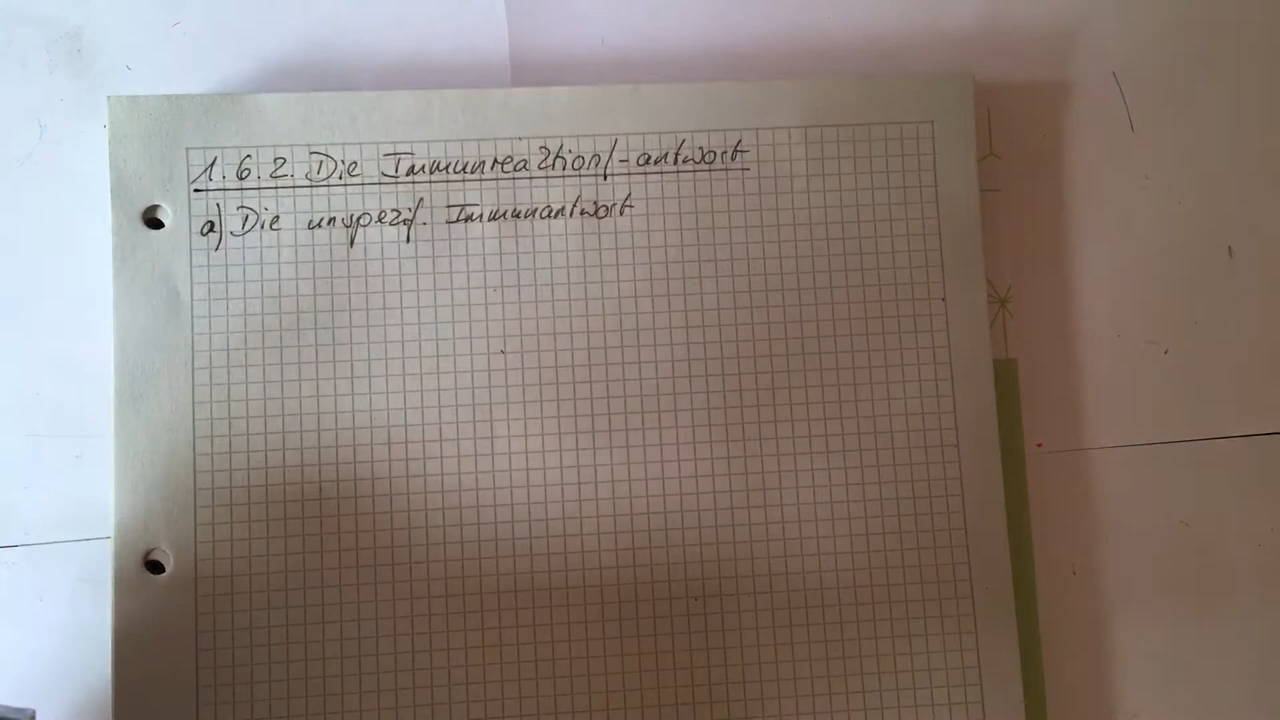 1.6.2. Die Immunreaktion/-antwort
a) Die unspezif. Immunantwort